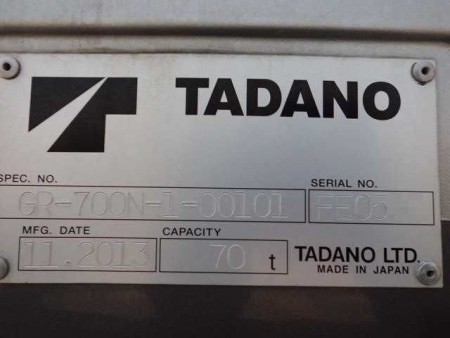 TADANO
SPEC. NO.
SERIAL NO.
GR-700N-1-00101
MFG. DATE
CAPACITY
11.2013
70 t
TADANO LTD.
MADE IN JAPAN